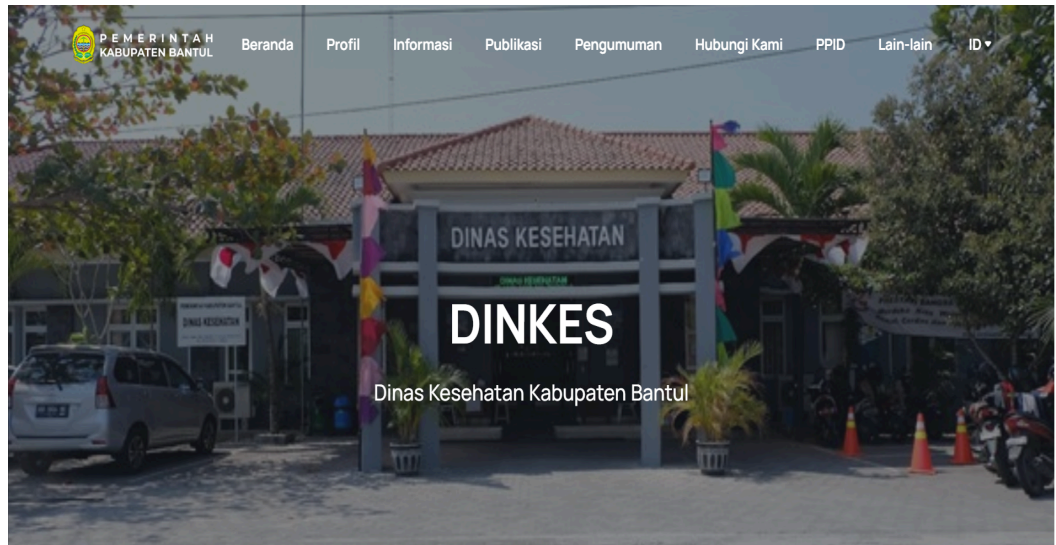 PEMERINTAH
KABUPATEN BANTUL
Beranda Profil Informasi Publikasi Pengumuman Hubungi Kami PPID Lain-lain ID
DINAS KESEHATAN
DINAS KESEHATAN
DINKES
DINAS KESEHATAN
Dinas Kesehatan Kabupaten Bantul